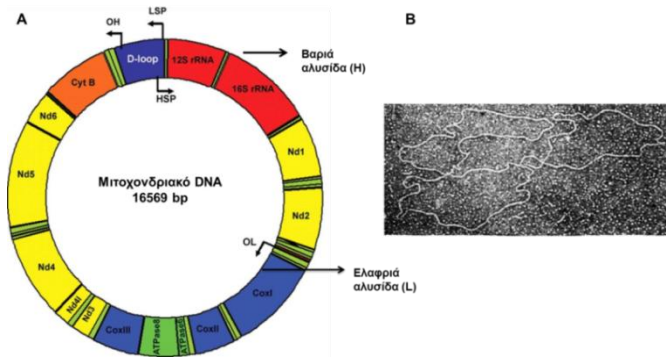 A
B
OH
LSP
D-loop
12S rRNA
Βαριά
αλυσίδα (H)
Cyt B
HSP
16S rRNA
Nd6
Nd1
Nd5
Μιτοχονδριακό DNA
16569 bp
Nd2
OL
Nd4
Ελαφριά
αλυσίδα (L)
CoxI
Nd4l
Nd3
CoxIII
ATPase8
ATPase6
CoxII